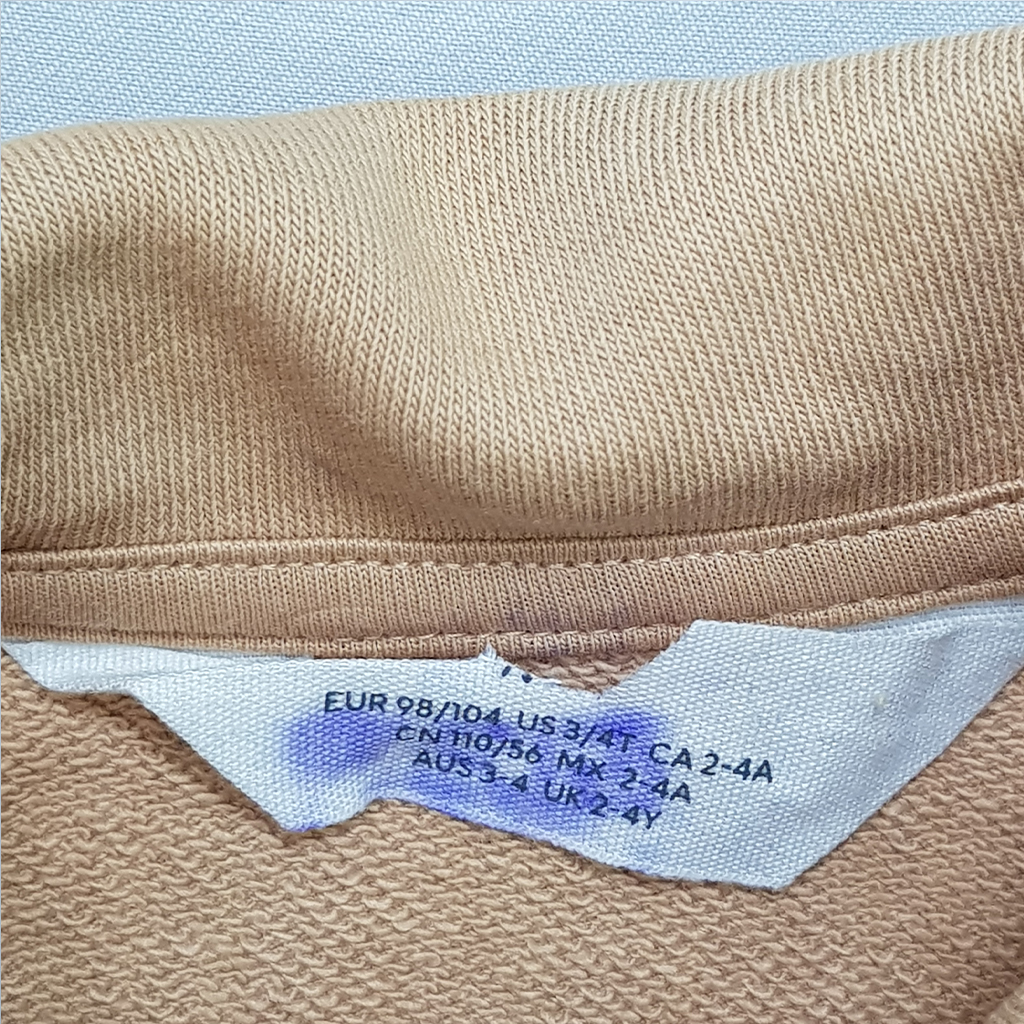 EUR 98/104 US 3/4T CA 2-4A
CN 110/56 MX 2-4A
AUS 3-4 UK 2-4Y